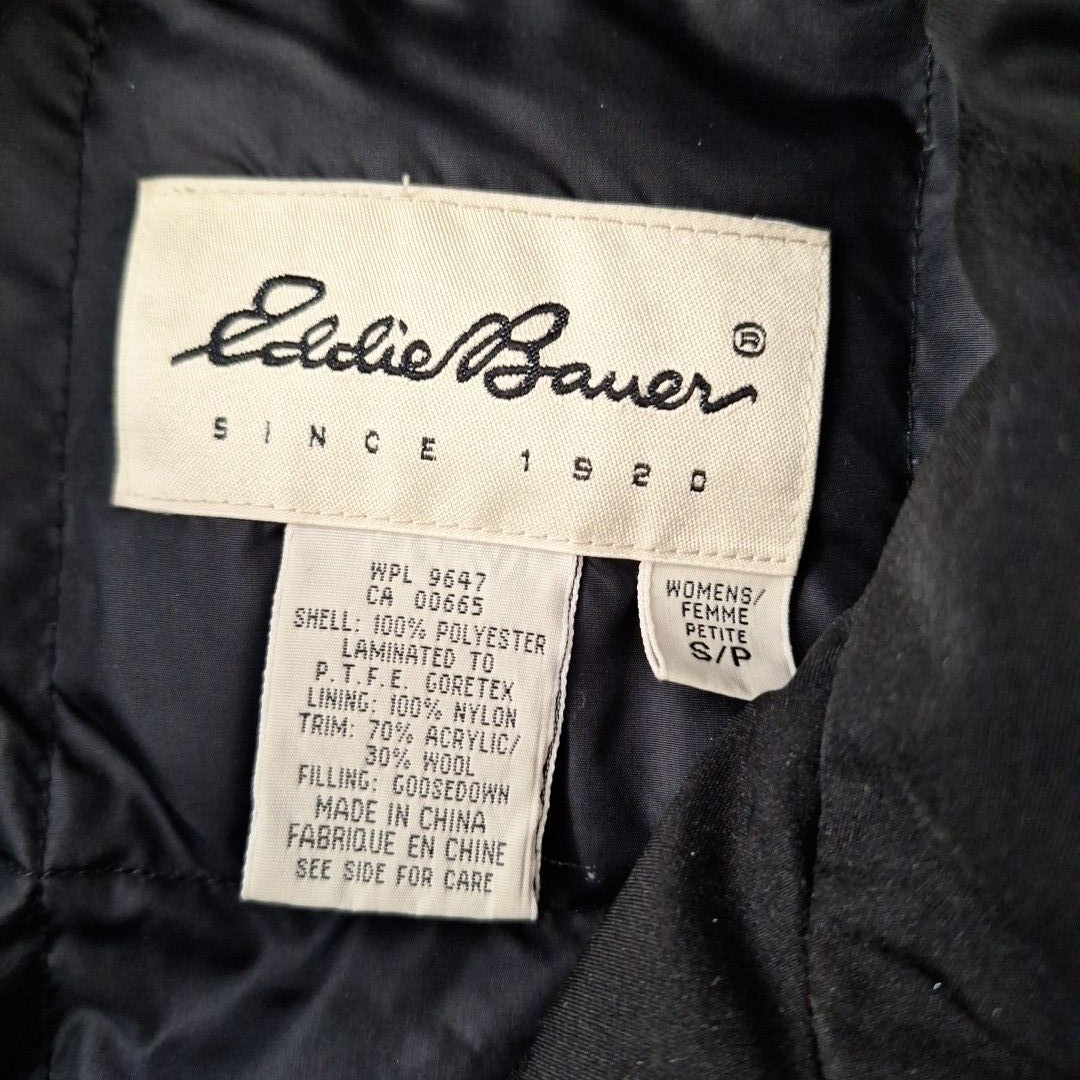 Eddie Bauer ®
SINCE 1920
WPL 9647
CA 00665
SHELL: 100% POLYESTER
LAMINATED TO
P.T.F.E. GORETEX
LINING: 100% NYLON
TRIM: 70% ACRYLIC/
30% WOOL
FILLING: GOOSEDOWN
MADE IN CHINA
FABRIQUE EN CHINE
SEE SIDE FOR CARE
WOMENS/
FEMME
PETITE
S/P